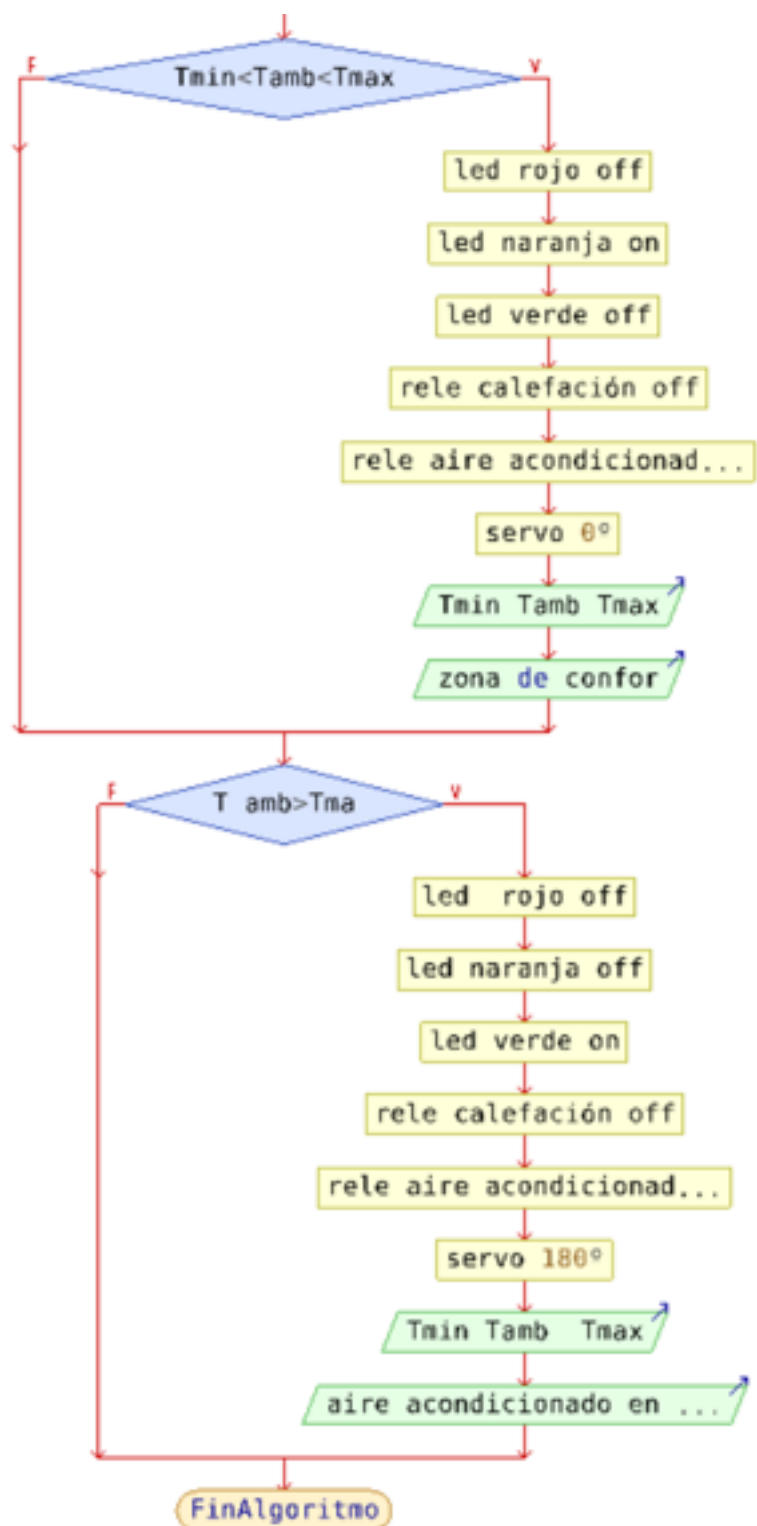 Tmin<Tamb<Tmax
F
V
led rojo off
led naranja on
led verde off
rele calefación off
rele aire acondicionad...
servo 0º
Tmin Tamb Tmax
zona de confor
T amb>Tma
F
V
led rojo off
led naranja off
led verde on
rele calefación off
rele aire acondicionad...
servo 180º
Tmin Tamb Tmax
aire acondicionado en ...
FinAlgoritmo